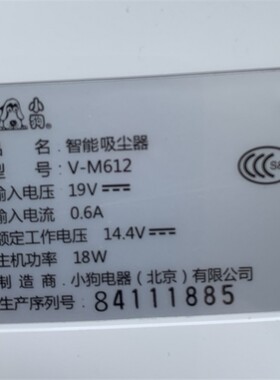 小狗
名：智能吸尘器
型号：V-M612
输入电压 19V
输入电流 0.6A
额定工作电压 14.4V
主机功率 18W
制造商：小狗电器（北京）有限公司
生产序列号：84111885
CCC S&